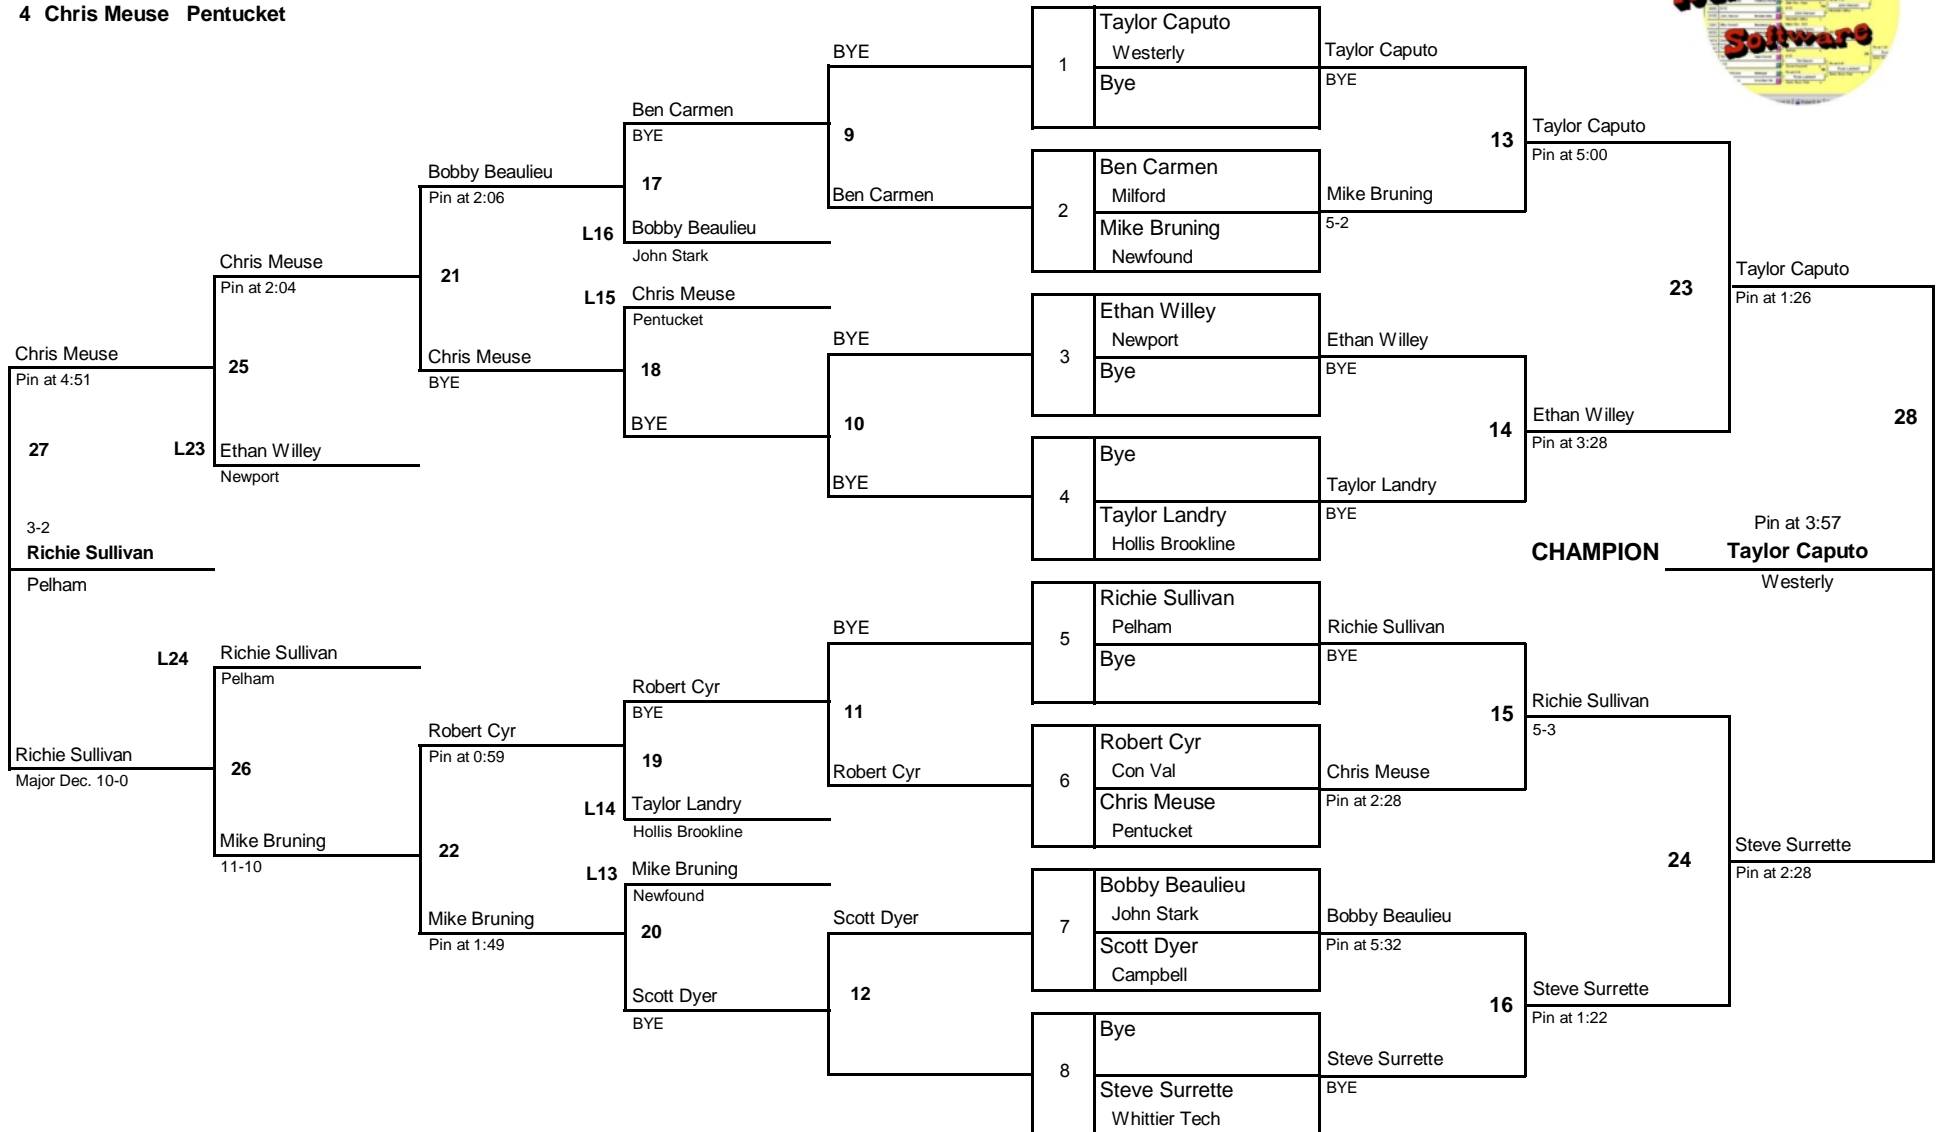 4 Chris Meuse Pentucket
Software
Taylor Caputo
Westerly
1
Bye
Ben Carmen
Milford
2
Mike Bruning
Newfound
Ethan Willey
Newport
3
Bye
Bye
4
Taylor Landry
Hollis Brookline
Richie Sullivan
Pelham
5
Bye
Robert Cyr
Con Val
6
Chris Meuse
Pentucket
Bobby Beaulieu
John Stark
7
Scott Dyer
Campbell
Bye
8
Steve Surrette
Whittier Tech
Taylor Caputo
BYE
13
Mike Bruning
5-2
Ethan Willey
BYE
14
Taylor Landry
BYE
Richie Sullivan
BYE
15
Chris Meuse
Pin at 2:28
Bobby Beaulieu
Pin at 5:32
16
Steve Surrette
BYE
Taylor Caputo
Pin at 5:00
23
Ethan Willey
Pin at 3:28
Richie Sullivan
5-3
24
Steve Surrette
Pin at 1:22
Taylor Caputo
Pin at 1:26
28
Pin at 3:57
CHAMPION Taylor Caputo
Westerly
Steve Surrette
Pin at 2:28
BYE
9
Ben Carmen
BYE
10
BYE
BYE
11
Robert Cyr
Scott Dyer
12
Ben Carmen
BYE
17
L16 Bobby Beaulieu
John Stark
L15 Chris Meuse
Pentucket
18
BYE
Robert Cyr
BYE
19
L14 Taylor Landry
Hollis Brookline
L13 Mike Bruning
Newfound
20
Scott Dyer
BYE
Bobby Beaulieu
Pin at 2:06
21
Chris Meuse
BYE
Robert Cyr
Pin at 0:59
22
Mike Bruning
Pin at 1:49
Chris Meuse
Pin at 2:04
25
L23 Ethan Willey
Newport
L24 Richie Sullivan
Pelham
26
Mike Bruning
11-10
Chris Meuse
Pin at 4:51
27
3-2
Richie Sullivan
Pelham
Richie Sullivan
Major Dec. 10-0